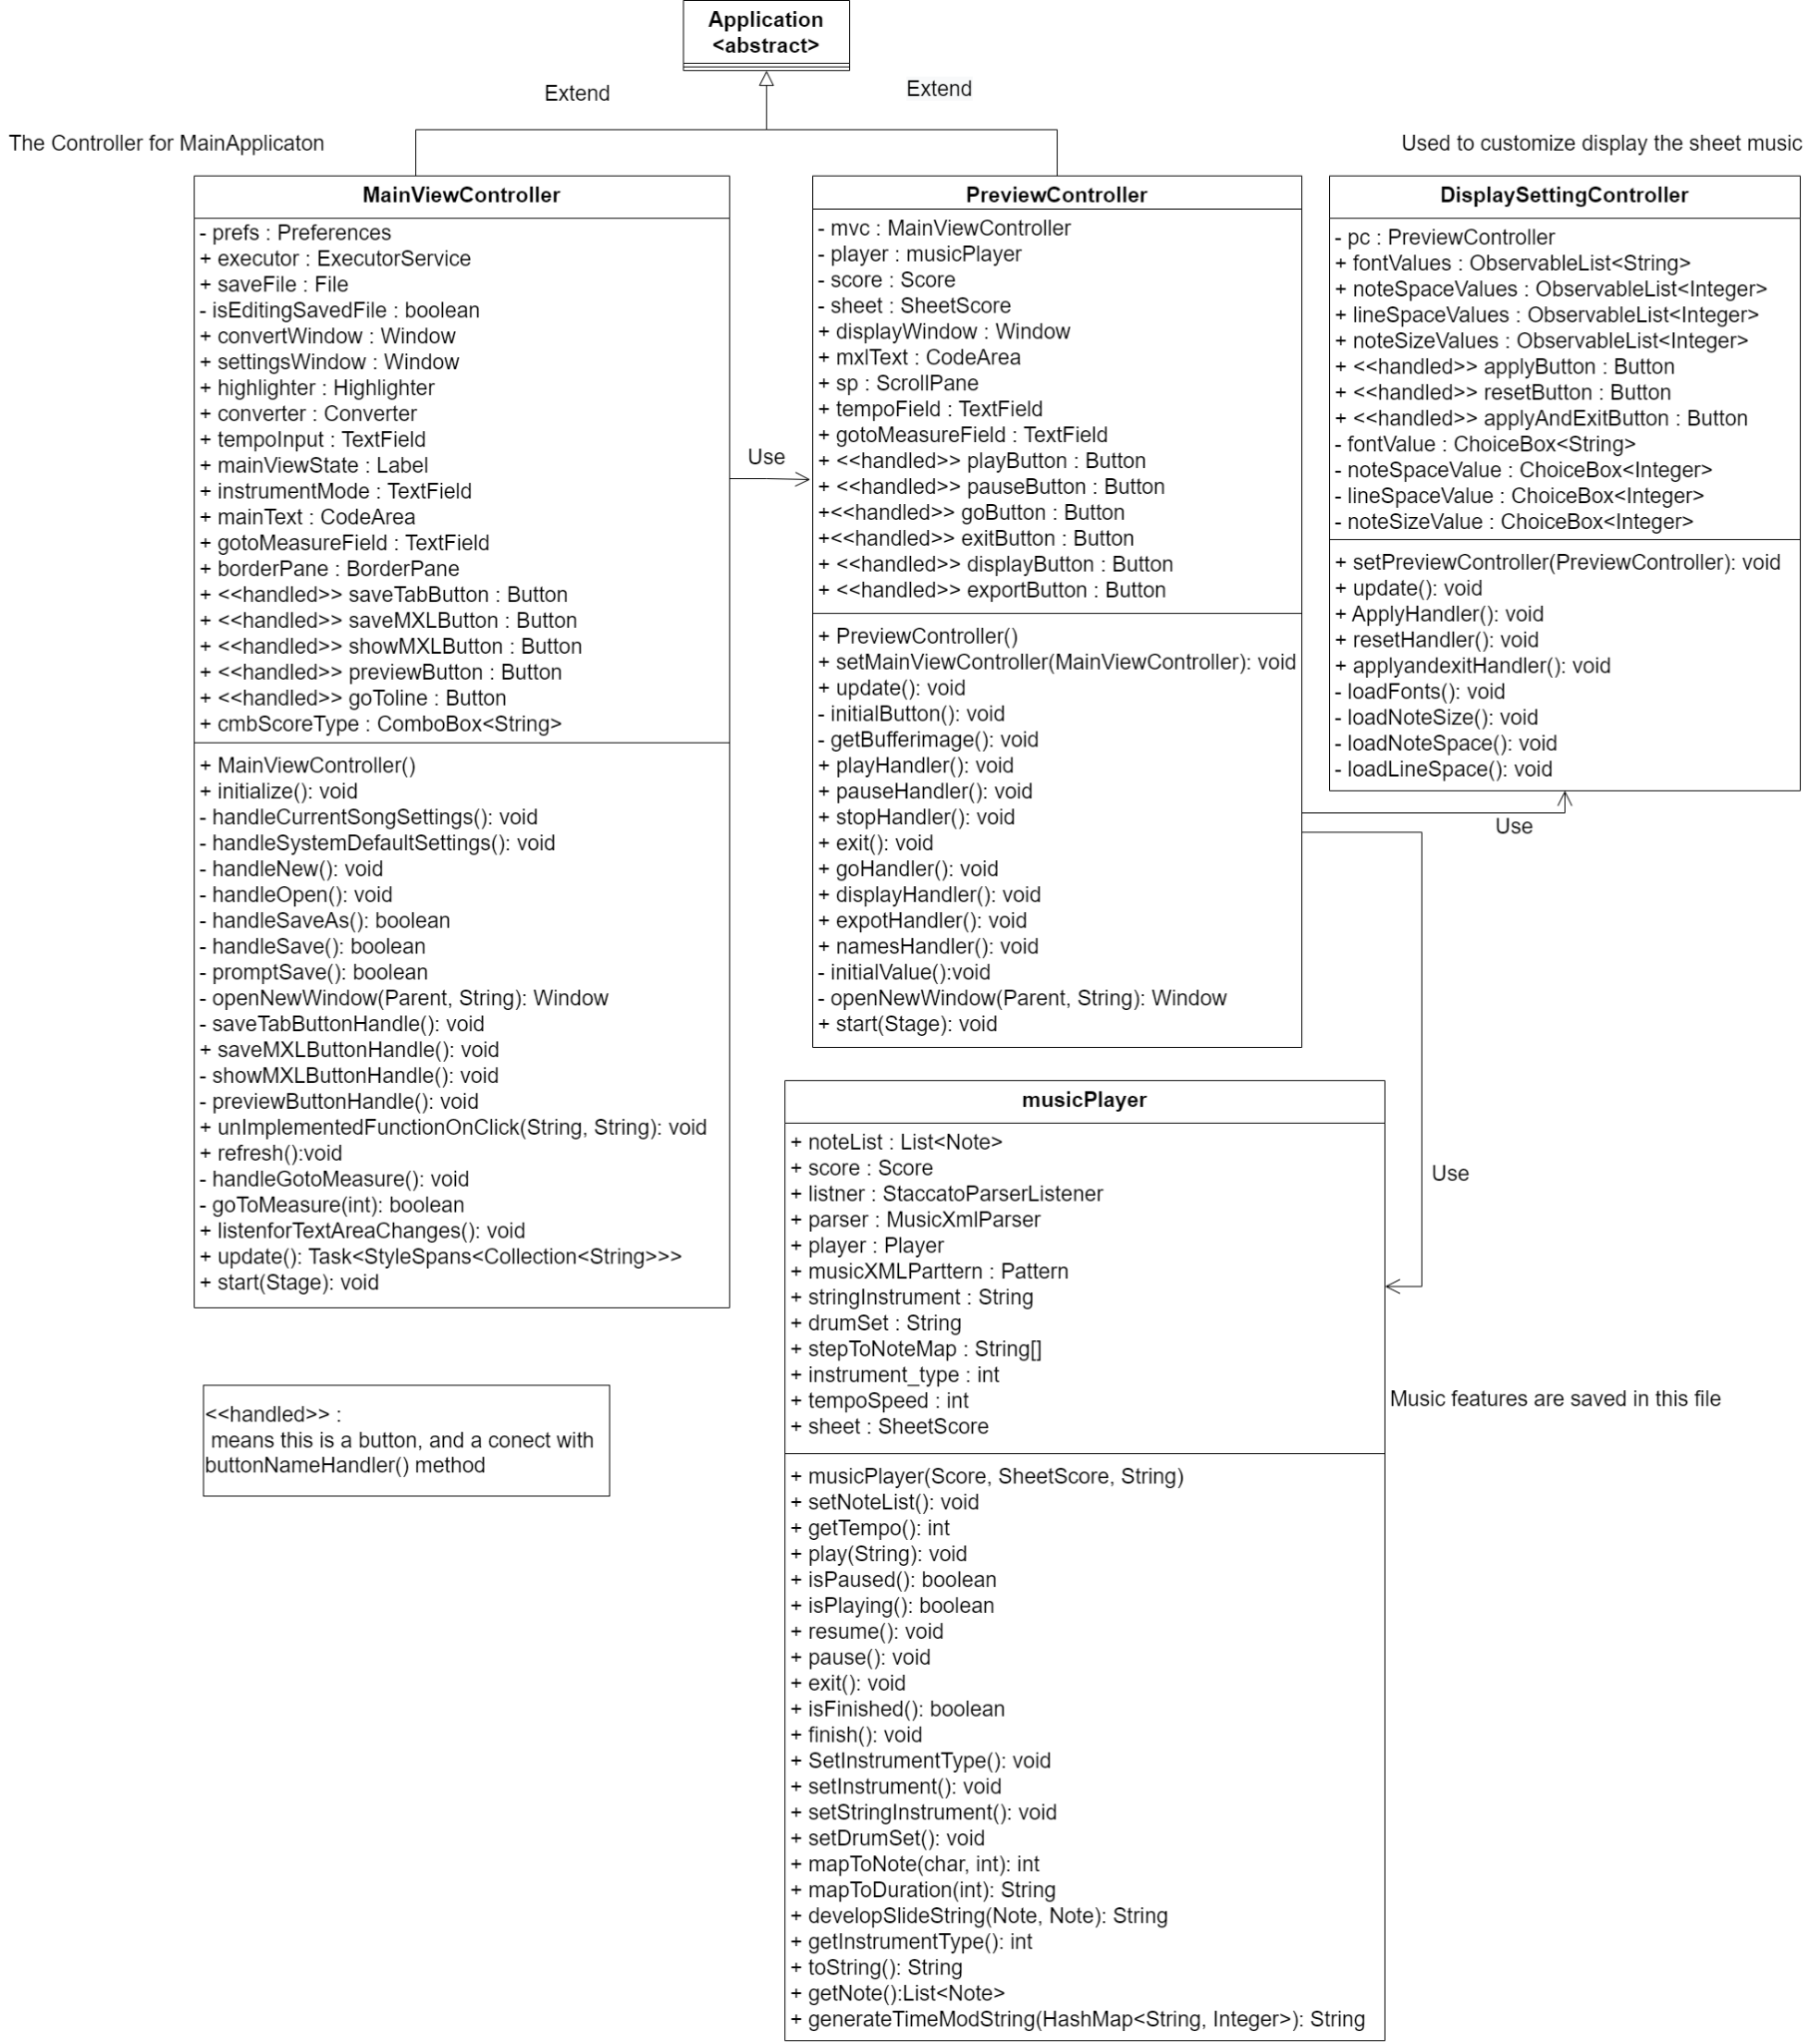 Application
<abstract>
Extend
Extend
The Controller for MainApplicaton
Used to customize display the sheet music
MainViewController
- prefs : Preferences
+ executor : ExecutorService
+ saveFile : File
- isEditingSavedFile : boolean
+ convertWindow : Window
+ settingsWindow : Window
+ highlighter : Highlighter
+ converter : Converter
+ tempoInput : TextField
+ mainViewState : Label
+ instrumentMode : TextField
+ mainText : CodeArea
+ gotoMeasureField : TextField
+ borderPane : BorderPane
+ <<handled>> saveTabButton : Button
+ <<handled>> saveMXLButton : Button
+ <<handled>> showMXLButton : Button
+ <<handled>> previewButton : Button
+ <<handled>> goToline : Button
+ cmbScoreType : ComboBox<String>
+ MainViewController()
+ initialize(): void
- handleCurrentSongSettings(): void
- handleSystemDefaultSettings(): void
- handleNew(): void
- handleOpen(): void
- handleSaveAs(): boolean
- handleSave(): boolean
- promptSave(): boolean
- openNewWindow(Parent, String): Window
- saveTabButtonHandle(): void
+ saveMXLButtonHandle(): void
- showMXLButtonHandle(): void
- previewButtonHandle(): void
+ unImplementedFunctionOnClick(String, String): void
+ refresh():void
- handleGotoMeasure(): void
- goToMeasure(int): boolean
+ listenforTextAreaChanges(): void
+ update(): Task<StyleSpans<Collection<String>>>
+ start(Stage): void
Use
PreviewController
- mvc : MainViewController
- player : musicPlayer
- score : Score
- sheet : SheetScore
+ displayWindow : Window
+ mxlText : CodeArea
+ sp : ScrollPane
+ tempoField : TextField
+ gotoMeasureField : TextField
+ <<handled>> playButton : Button
+ <<handled>> pauseButton : Button
+<<handled>> goButton : Button
+<<handled>> exitButton : Button
+ <<handled>> displayButton : Button
+ <<handled>> exportButton : Button
+ PreviewController()
+ setMainViewController(MainViewController): void
+ update(): void
- initialButton(): void
- getBufferimage(): void
+ playHandler(): void
+ pauseHandler(): void
+ stopHandler(): void
+ exit(): void
+ goHandler(): void
+ displayHandler(): void
+ expotHandler(): void
+ namesHandler(): void
- initialValue():void
- openNewWindow(Parent, String): Window
+ start(Stage): void
DisplaySettingController
- pc : PreviewController
+ fontValues : ObservableList<String>
+ noteSpaceValues : ObservableList<Integer>
+ lineSpaceValues : ObservableList<Integer>
+ noteSizeValues : ObservableList<Integer>
+ <<handled>> applyButton : Button
+ <<handled>> resetButton : Button
+ <<handled>> applyAndExitButton : Button
- fontValue : ChoiceBox<String>
- noteSpaceValue : ChoiceBox<Integer>
- lineSpaceValue : ChoiceBox<Integer>
- noteSizeValue : ChoiceBox<Integer>
+ setPreviewController(PreviewController): void
+ update(): void
+ ApplyHandler(): void
+ resetHandler(): void
+ applyandexitHandler(): void
- loadFonts(): void
- loadNoteSize(): void
- loadNoteSpace(): void
- loadLineSpace(): void
Use
Use
musicPlayer
+ noteList : List<Note>
+ score : Score
+ listner : StaccatoParserListener
+ parser : MusicXmlParser
+ player : Player
+ musicXMLParttern : Pattern
+ stringInstrument : String
+ drumSet : String
+ stepToNoteMap : String[]
+ instrument_type : int
+ tempoSpeed : int
+ sheet : SheetScore
+ musicPlayer(Score, SheetScore, String)
+ setNoteList(): void
+ getTempo(): int
+ play(String): void
+ isPaused(): boolean
+ isPlaying(): boolean
+ resume(): void
+ pause(): void
+ exit(): void
+ isFinished(): boolean
+ finish(): void
+ SetInstrumentType(): void
+ setInstrument(): void
+ setStringInstrument(): void
+ setDrumSet(): void
+ mapToNote(char, int): int
+ mapToDuration(int): String
+ developSlideString(Note, Note): String
+ getInstrumentType(): int
+ toString(): String
+ getNote():List<Note>
+ generateTimeModString(HashMap<String, Integer>): String
Music features are saved in this file
<<handled>> :
means this is a button, and a conect with
buttonNameHandler() method